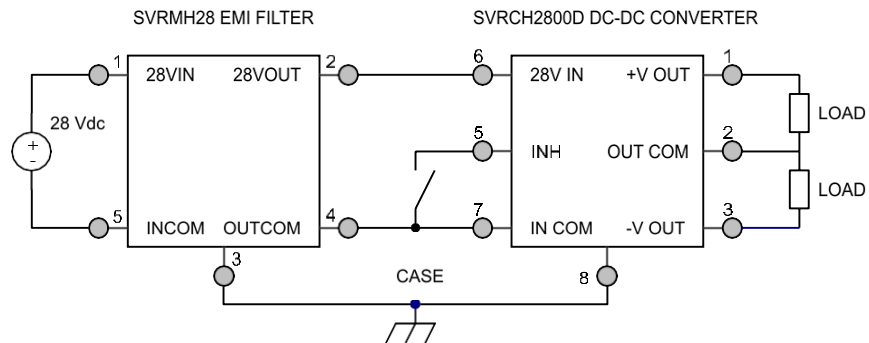 SVRMH28 EMI FILTER
SVRCH2800D DC-DC CONVERTER
1
28VIN
28VOUT
2
6
28V IN
+V OUT
1
28 Vdc
+
-
LOAD
5
INH
OUT COM
2
LOAD
5
INCOM
OUTCOM
4
7
IN COM
-V OUT
3
3
CASE
8